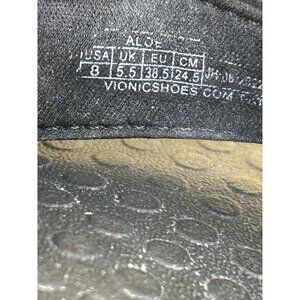 ALOE
USA UK EU CM
8 5.5 38.5 24.5
VIONICSHOES.COM